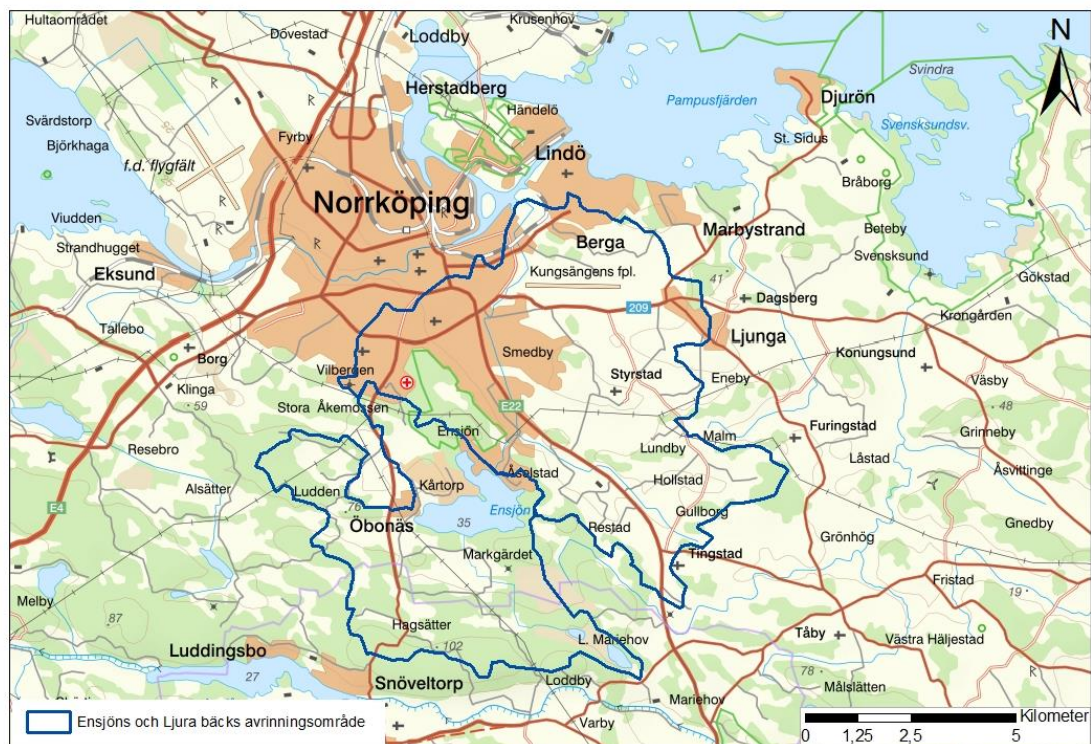 Hultaområdet
Krusenhov
Dövestad
Loddby
N
Svindra
Herstadberg
Pampusfjärden
Djurön
Händelö
Svärdstorp
St. Sidus
Svensksundsv.
Björkhaga
Fyrby
Lindö
f.d. flygfält
Bråborg
Norrköping
Viudden
Marbystrand
Beteby
Strandhugget
Berga
Svensksund
Eksund
Kungsängens fpl.
41
Gökstad
Dagsberg
209
Krongården
Tallebo
Ljunga
Borg
Smedby
Konungsund
Vilbergen
Styrstad
Eneby
Väsby
Klinga
59
Stora Åkemossen
E22
48
Ensjön
Malm
Furingstad
Grinneby
Resebro
Lundby
Låstad
Åsvittinge
Åselstad
Alsätter
Ludden
Kårtorp
Hollstad
76
Gullborg
E4
Öbonäs
Ensjön
35
Restad
Gnedby
Grönhög
Markgärdet
Tingstad
Fristad
Melby
19
87
Hagsätter
L. Mariehov
Täby
Västra Häljestad
Luddingsbo
102
27
Snöveltorp
Loddby
78
Målslätten
Mariehov
Varby
Ensjöns och Ljura bäcks avrinningsområde
Kilometer
0 1,25 2,5 5